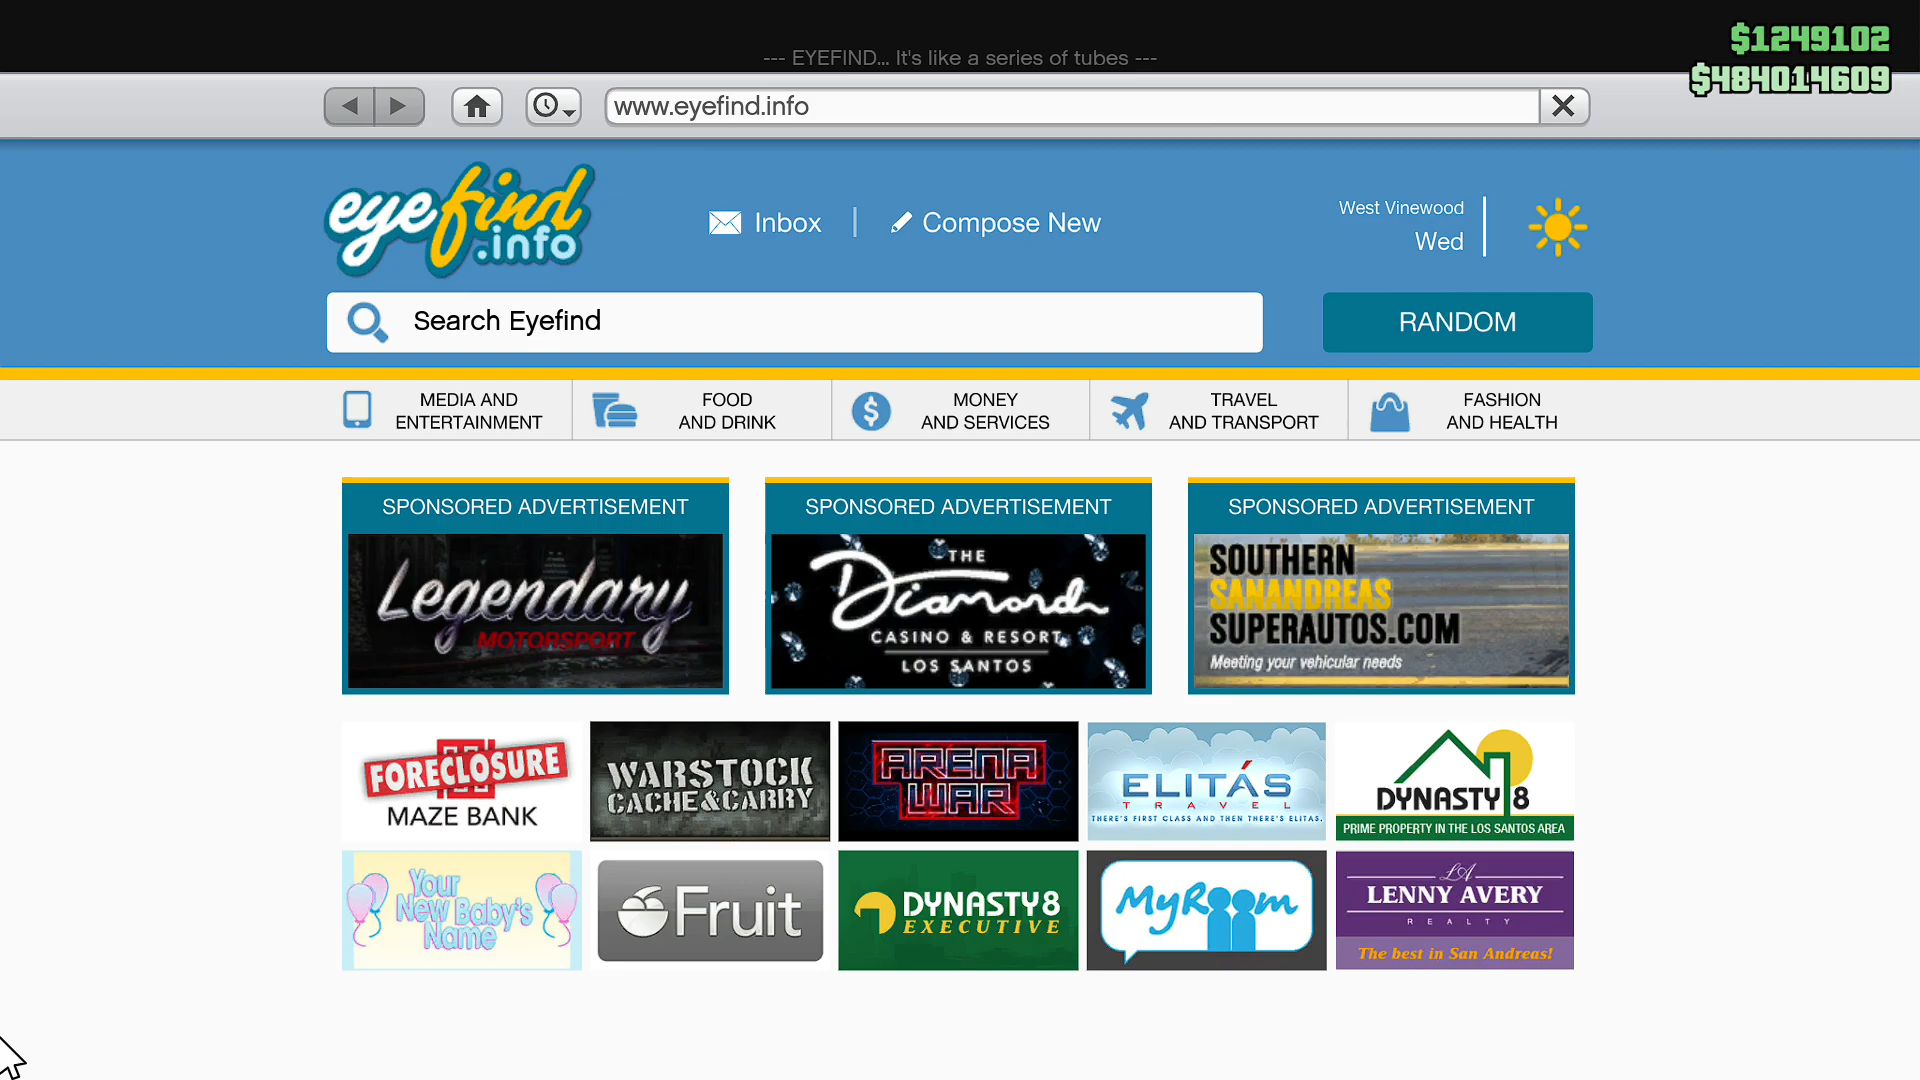 $1249102
--- EYEFIND... It's like a series of tubes ---
$484014609
www.eyefind.info
eyefind.info
Inbox
Compose New
West Vinewood
Wed
Search Eyefind
RANDOM
MEDIA AND ENTERTAINMENT
FOOD AND DRINK
MONEY AND SERVICES
TRAVEL AND TRANSPORT
FASHION AND HEALTH
SPONSORED ADVERTISEMENT
Legendary
MOTORSPORT
SPONSORED ADVERTISEMENT
THE
Diamond
CASINO & RESORT
LOS SANTOS
SPONSORED ADVERTISEMENT
SOUTHERN
SANANDREAS
SUPERAUTOS.COM
Meeting your vehicular needs
FORECLOSURE
MAZE BANK
WARSTOCK
CACHE&CARRY
ARENA
WAR
ELITÁS
TRAVEL
THERE'S FIRST CLASS AND THEN THERE'S ELITAS.
DYNASTY 8
PRIME PROPERTY IN THE LOS SANTOS AREA
Your
New Baby's
Name
Fruit
DYNASTY 8
EXECUTIVE
MyRoom
LA
LENNY AVERY
REALTY
The best in San Andreas!